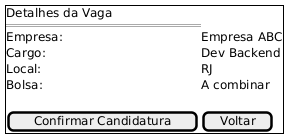 Detalhes da Vaga
Empresa: Empresa ABC
Cargo: Dev Backend
Local: RJ
Bolsa: A combinar
Confirmar Candidatura Voltar